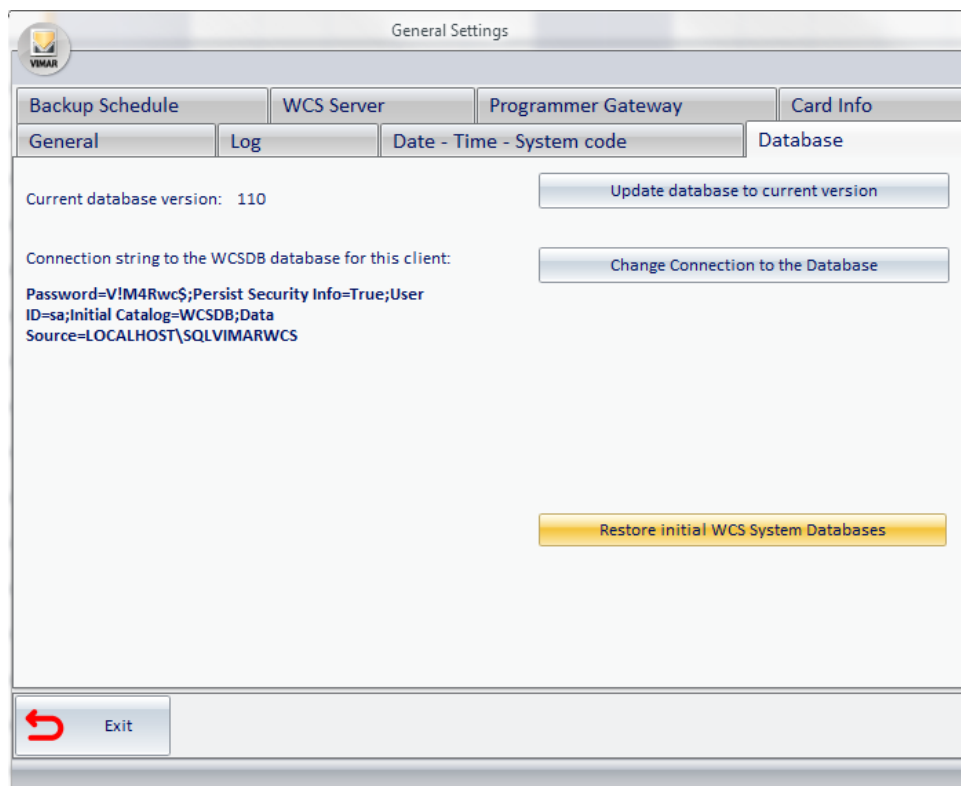 General Settings
VIMAR
Backup Schedule WCS Server Programmer Gateway Card Info
General Log Date - Time - System code Database
Current database version: 110 Update database to current version
Connection string to the WCSDB database for this client: Change Connection to the Database
Password=V!M4Rwc$;Persist Security Info=True;User
ID=sa;Initial Catalog=WCSDB;Data
Source=LOCALHOST\SQLVIMARWCS
Restore initial WCS System Databases
Exit